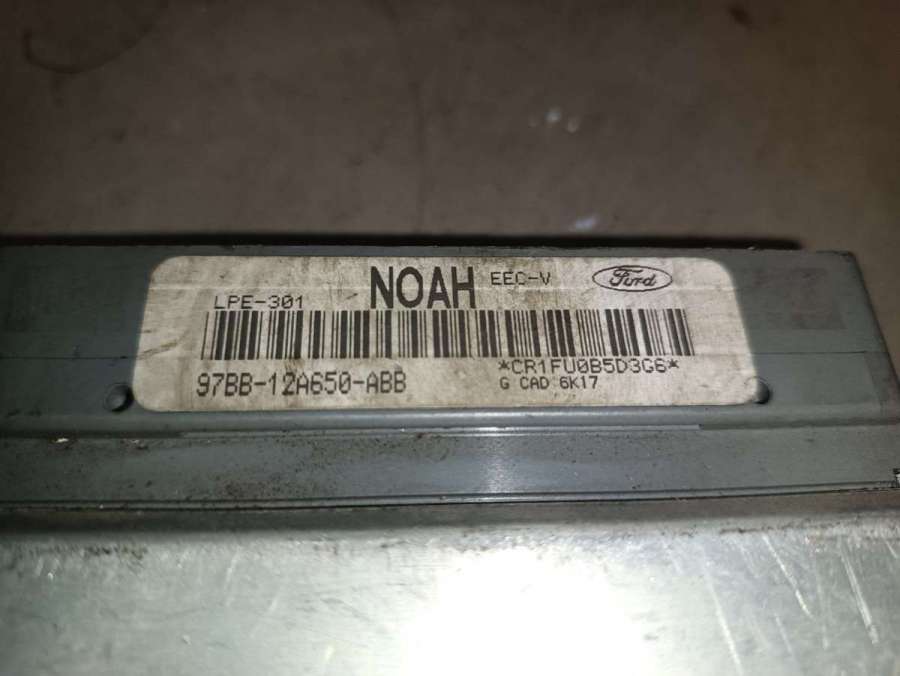 NOAH EEC-V Ford
LPE-301
*CR1FU0B5D3G6*
97BB-12A650-ABB
G CAD 6K17